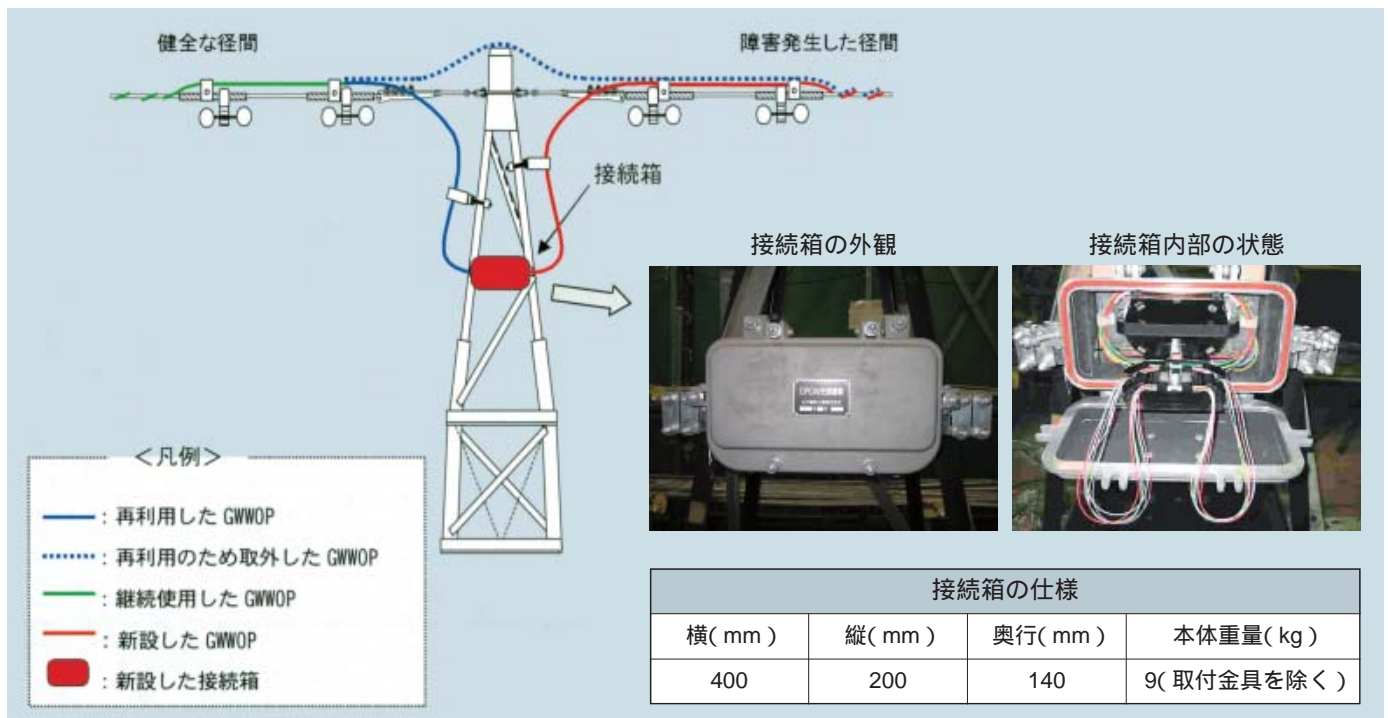 健全な径間
障害発生した径間
接続箱
接続箱の外観
接続箱内部の状態
<凡例>
: 再利用した GWWOP
: 再利用のため取外した GWWOP
: 継続使用した GWWOP
: 新設した GWWOP
: 新設した接続箱
接続箱の仕様
横( mm ) 縦( mm ) 奥行( mm ) 本体重量( kg )
400 200 140 9( 取付金具を除く )